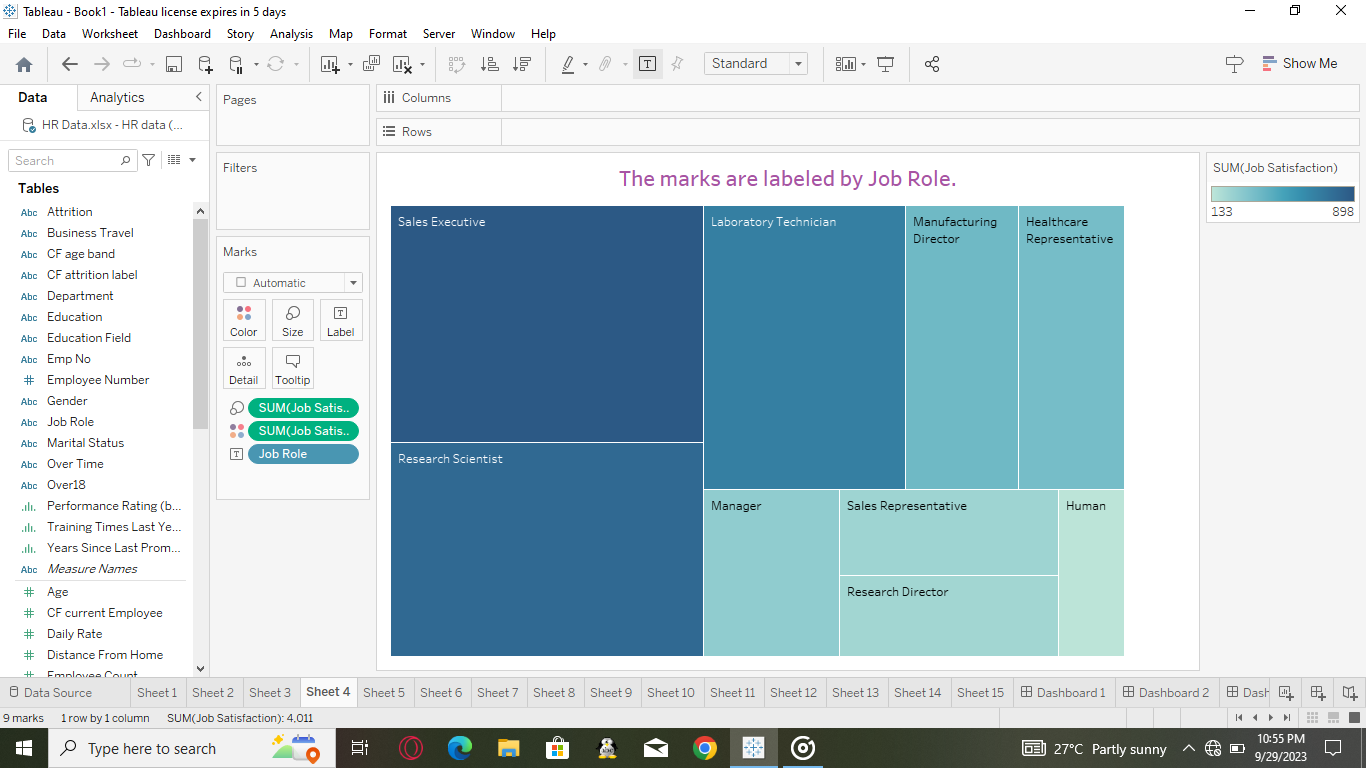 Tableau - Book1 - Tableau license expires in 5 days
File Data Worksheet Dashboard Story Analysis Map Format Server Window Help
Standard
Show Me
Data
Analytics
HR Data.xlsx - HR data (...
Search
Tables
Abc Attrition
Abc Business Travel
Abc CF age band
Abc CF attrition label
Abc Department
Abc Education
Abc Education Field
Abc Emp No
# Employee Number
Abc Gender
Abc Job Role
Abc Marital Status
Abc Over Time
Abc Over18
Performance Rating (b...
Training Times Last Ye...
Years Since Last Prom...
Abc Measure Names
# Age
# CF current Employee
# Daily Rate
# Distance From Home
# Employee Count
Pages
Filters
Marks
Automatic
Color Size Label
Detail Tooltip
SUM(Job Satis..
SUM(Job Satis..
Job Role
Columns
Rows
The marks are labeled by Job Role.
Sales Executive
Research Scientist
Laboratory Technician
Manufacturing
Director
Healthcare
Representative
Manager
Sales Representative
Research Director
Human
SUM(Job Satisfaction)
133 898
Data Source Sheet 1 Sheet 2 Sheet 3 Sheet 4 Sheet 5 Sheet 6 Sheet 7 Sheet 8 Sheet 9 Sheet 10 Sheet 11 Sheet 12 Sheet 13 Sheet 14 Sheet 15 Dashboard 1 Dashboard 2 Dash
9 marks 1 row by 1 column SUM(Job Satisfaction): 4,011
Type here to search
27°C Partly sunny
10:55 PM
9/29/2023